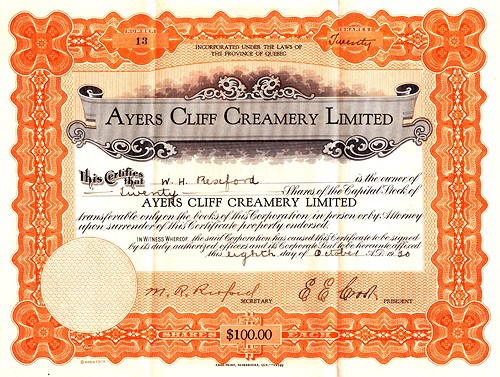 NUMBER
13
SHARES
Twenty
INCORPORATED UNDER THE LAWS OF
THE PROVINCE OF QUEBEC
AYERS CLIFF CREAMERY LIMITED
This Certifies that W. H. Rexford is the owner of
Twenty Shares of the Capital Stock of
AYERS CLIFF CREAMERY LIMITED
transferable only on the books of this Corporation in person or by Attorney
upon surrender of this Certificate properly endorsed.
IN WITNESS WHEREOF, the said Corporation has caused this Certificate to be signed
by its duly authorized officers and its Corporate Seal to be hereunto affixed
this eighth day of October A.D. 1920
M. R. Rexford SECRETARY E E Cook PRESIDENT
SHARES $100.00 EACH